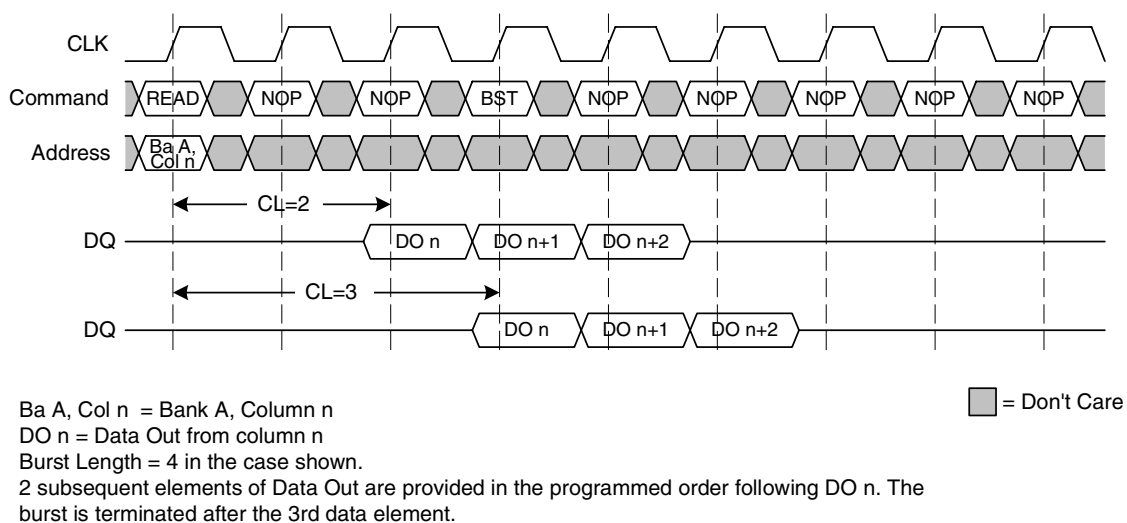 CLK
Command READ NOP NOP BST NOP NOP NOP NOP NOP
Address Ba A,
Col n
CL=2
DQ DO n DO n+1 DO n+2
CL=3
DQ DO n DO n+1 DO n+2
Ba A, Col n = Bank A, Column n
= Don't Care
DO n = Data Out from column n
Burst Length = 4 in the case shown.
2 subsequent elements of Data Out are provided in the programmed order following DO n. The
burst is terminated after the 3rd data element.